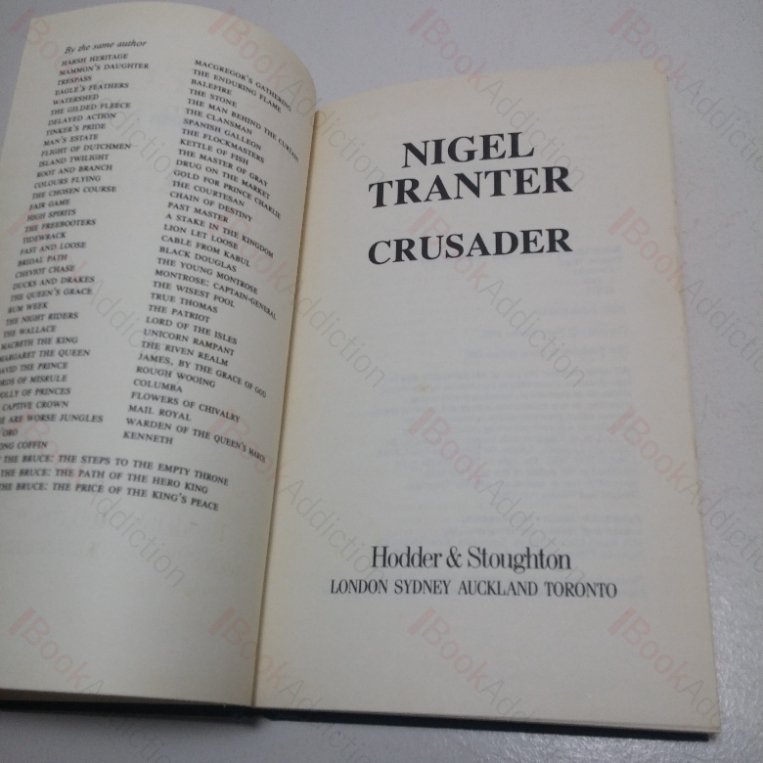 By the same author
HARSH HERITAGE
MAMMON'S DAUGHTER
TRESPASS
EAGLE'S FEATHERS
WATERSHED
THE GILDED FLEECE
DELAYED ACTION
TINKER'S PRIDE
MAN'S ESTATE
FLIGHT OF DUTCHMEN
ISLAND TWILIGHT
ROOT AND BRANCH
COLOURS FLYING
THE CHOSEN COURSE
FAIR GAME
HIGH SPIRITS
THE FREEBOOTERS
TIDEWRACK
FAST AND LOOSE
BRIDAL PATH
CHEVIOT CHASE
DUCKS AND DRAKES
THE QUEEN'S GRACE
RUM WEEK
THE NIGHT RIDERS
THE WALLACE
MACBETH THE KING
MARGARET THE QUEEN
DAVID THE PRINCE
ORDS OF MISRULE
OLLY OF PRINCES
CAPTIVE CROWN
E ARE WORSE JUNGLES
ORD
ONG COFFIN
THE BRUCE: THE STEPS TO THE EMPTY THRONE
THE BRUCE: THE PATH OF THE HERO KING
THE BRUCE: THE PRICE OF THE KING'S PEACE
MACGREGOR'S GATHERING
THE ENDURING FLAME
BALEFIRE
THE STONE
THE MAN BEHIND THE CURTAIN
THE CLANSMAN
SPANISH GALLEON
THE FLOCKMASTERS
KETTLE OF FISH
THE MASTER OF GRAY
DRUG ON THE MARKET
GOLD FOR PRINCE CHARLIE
THE COURTESAN
CHAIN OF DESTINY
PAST MASTER
A STAKE IN THE KINGDOM
LION LET LOOSE
CABLE FROM KABUL
BLACK DOUGLAS
THE YOUNG MONTROSE
MONTROSE: CAPTAIN-GENERAL
THE WISEST FOOL
TRUE THOMAS
THE PATRIOT
LORD OF THE ISLES
UNICORN RAMPANT
THE RIVEN REALM
JAMES, BY THE GRACE OF GOD
ROUGH WOOING
COLUMBA
FLOWERS OF CHIVALRY
MAIL ROYAL
WARDEN OF THE QUEEN'S MARCH
KENNETH
NIGEL
TRANTER
CRUSADER
Hodder & Stoughton
LONDON SYDNEY AUCKLAND TORONTO
BookAddiction